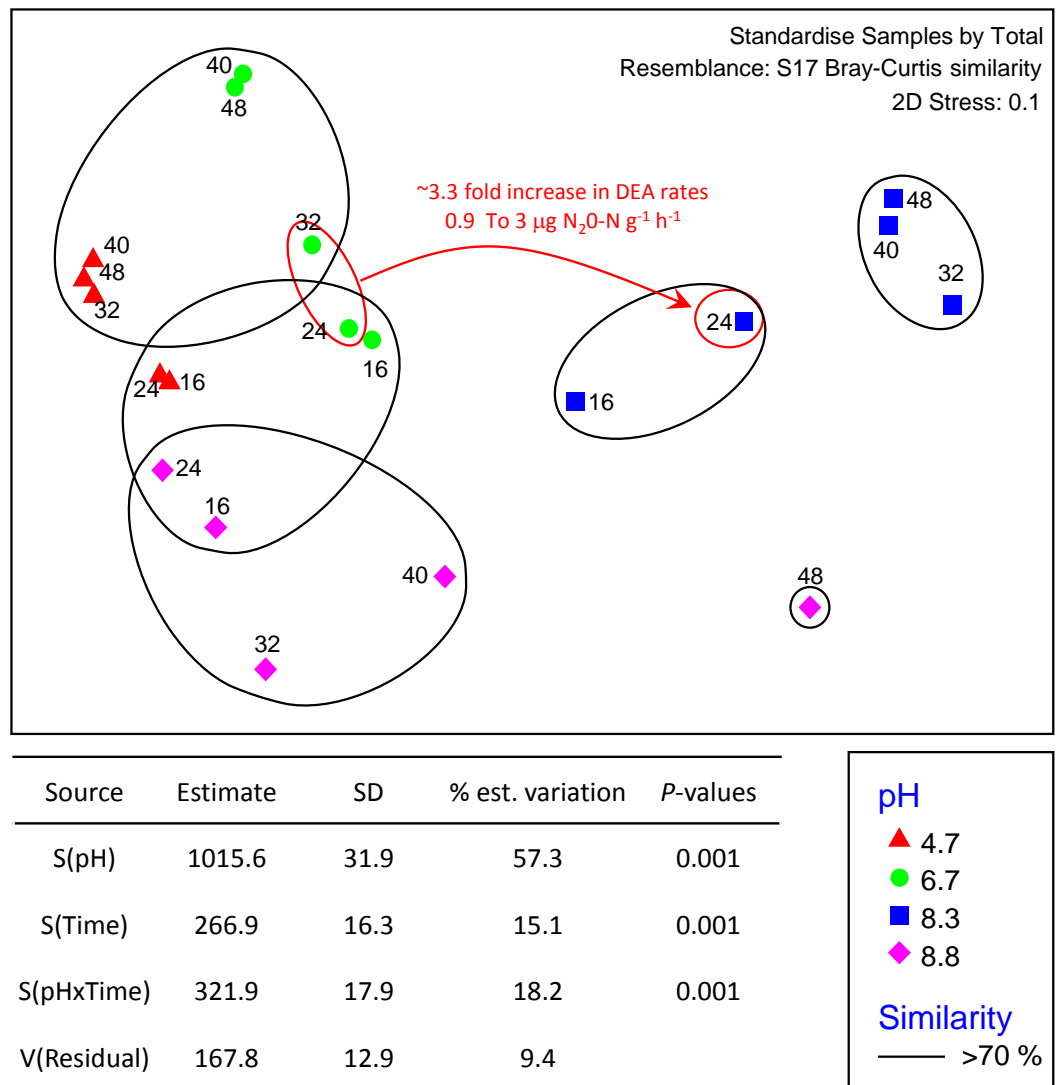 Standardise Samples by Total
Resemblance: S17 Bray-Curtis similarity
2D Stress: 0.1
40
48
~3.3 fold increase in DEA rates
0.9 To 3 µg N₂0-N g⁻¹ h⁻¹
48
40
32
32
40
48
32
24
16
24
16
24 16
24
16
40
48
32
Source Estimate SD % est. variation P-values
S(pH) 1015.6 31.9 57.3 0.001
S(Time) 266.9 16.3 15.1 0.001
S(pHxTime) 321.9 17.9 18.2 0.001
V(Residual) 167.8 12.9 9.4
pH
4.7
6.7
8.3
8.8
Similarity
>70 %